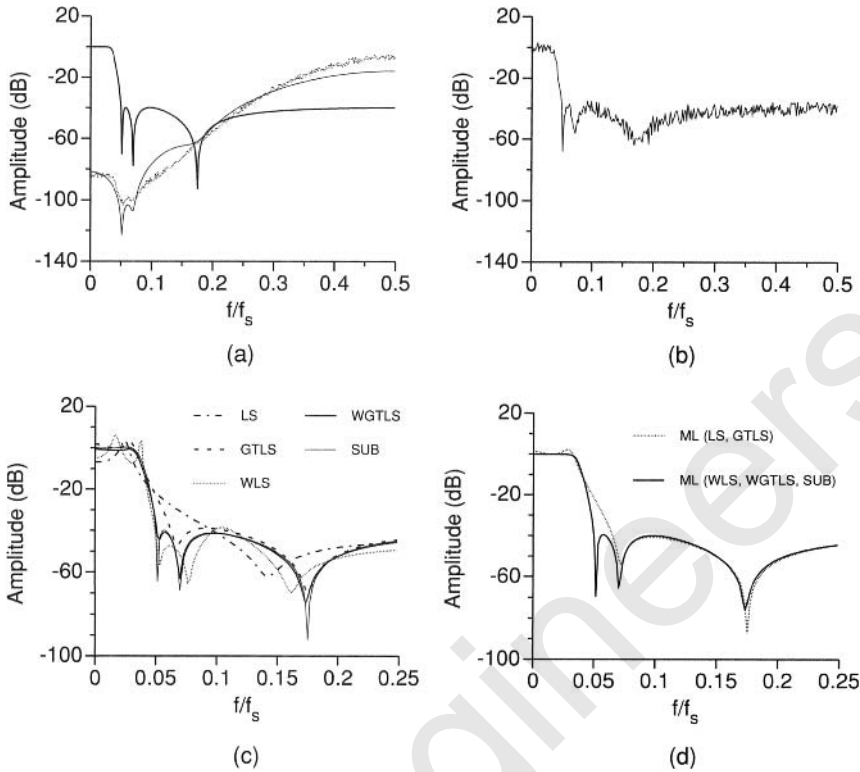 20
-20
-60
-100
-140
Amplitude (dB)
0 0.1 0.2 0.3 0.4 0.5
f/fs
(a)
20
-20
-60
-100
-140
Amplitude (dB)
0 0.1 0.2 0.3 0.4 0.5
f/fs
(b)
20
-20
-60
-100
Amplitude (dB)
LS
GTLS
WLS
WGTLS
SUB
0 0.05 0.1 0.15 0.2 0.25
f/fs
(c)
20
-20
-60
-100
Amplitude (dB)
ML (LS, GTLS)
ML (WLS, WGTLS, SUB)
0 0.05 0.1 0.15 0.2 0.25
f/fs
(d)
gineers